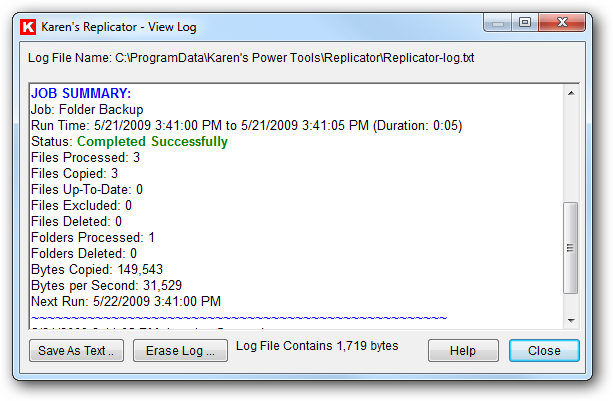 K Karen's Replicator - View Log
Log File Name: C:\ProgramData\Karen's Power Tools\Replicator\Replicator-log.txt
JOB SUMMARY:
Job: Folder Backup
Run Time: 5/21/2009 3:41:00 PM to 5/21/2009 3:41:05 PM (Duration: 0:05)
Status: Completed Successfully
Files Processed: 3
Files Copied: 3
Files Up-To-Date: 0
Files Excluded: 0
Files Deleted: 0
Folders Processed: 1
Folders Deleted: 0
Bytes Copied: 149,543
Bytes per Second: 31,529
Next Run: 5/22/2009 3:41:00 PM
~~~~~~~~~~~~~~~~~~~~~~~~~~~~~~~~~~~~~~~~~~~~~~~~~~~~
Save As Text .. Erase Log ... Log File Contains 1,719 bytes Help Close